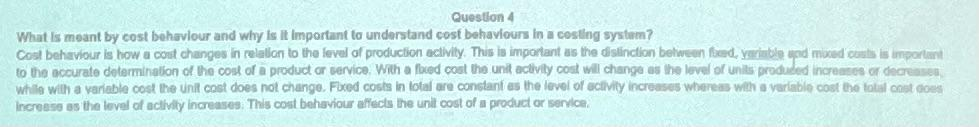 Question 4
What is meant by cost behaviour and why is it important to understand cost behaviours in a costing system?
Cost behaviour is how a cost changes in relation to the level of production activity. This is important as the distinction between fixed, variable and mixed costs is important
to the accurate determination of the cost of a product or service. With a fixed cost the unit activity cost will change as the level of units produced increases or decreases,
while with a variable cost the unit cost does not change. Fixed costs in total are constant as the level of activity increases whereas with a variable cost the total cost does
increase as the level of activity increases. This cost behaviour affects the unit cost of a product or service.